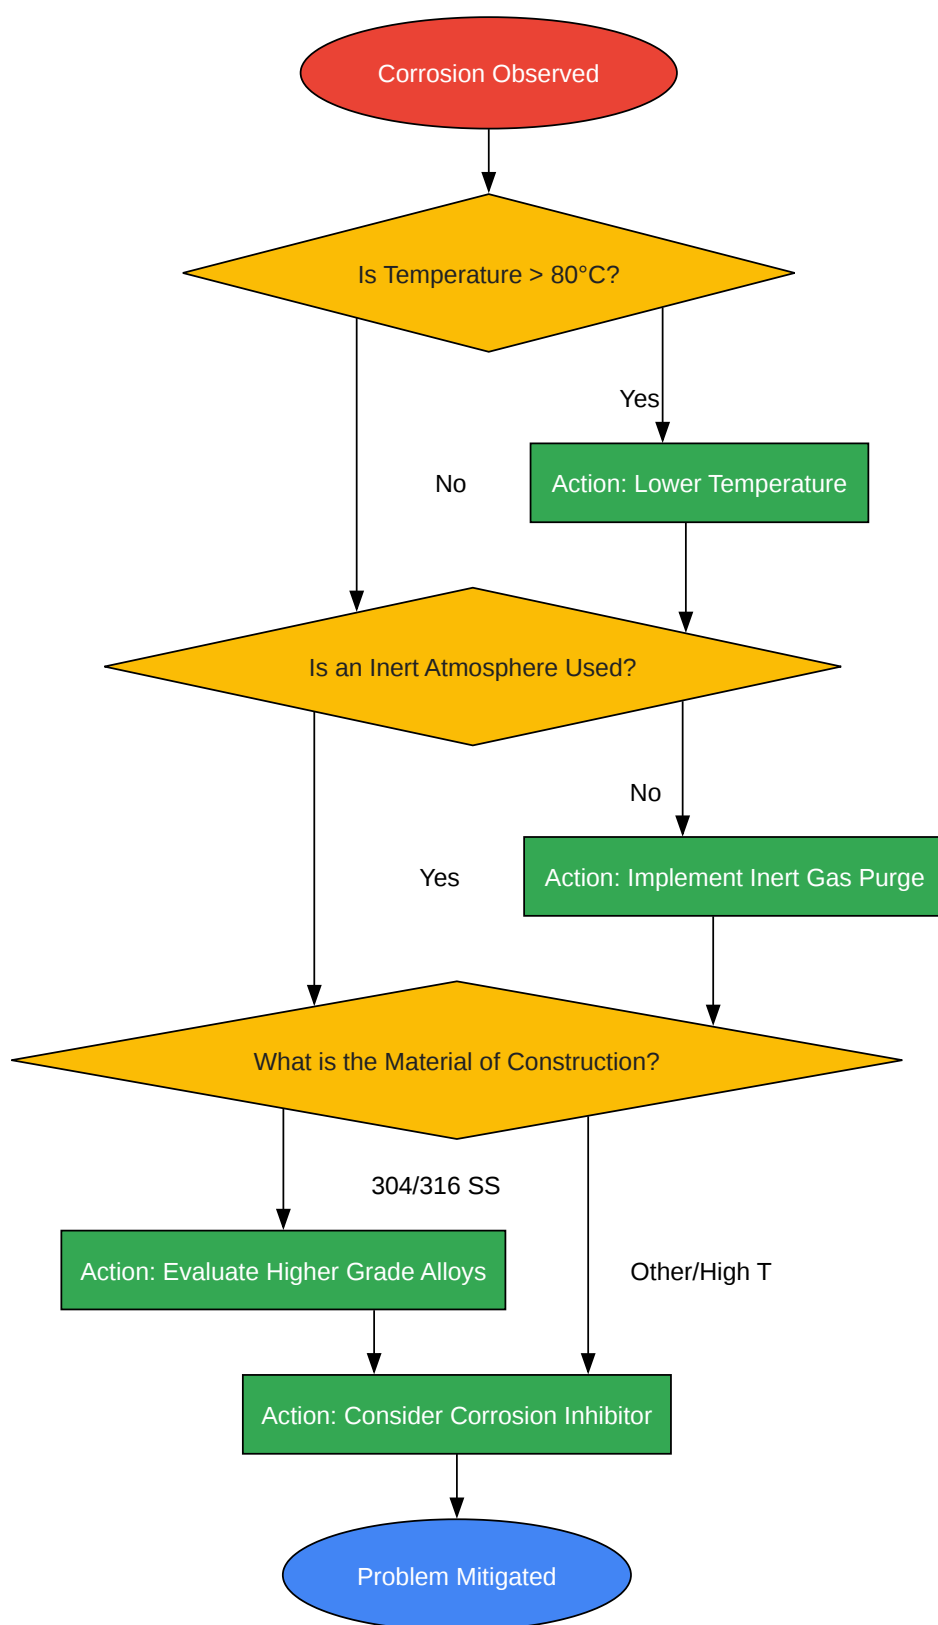 Corrosion Observed
Is Temperature > 80°C?
Yes
No
Action: Lower Temperature
Is an Inert Atmosphere Used?
No
Yes
Action: Implement Inert Gas Purge
What is the Material of Construction?
304/316 SS
Action: Evaluate Higher Grade Alloys
Other/High T
Action: Consider Corrosion Inhibitor
Problem Mitigated